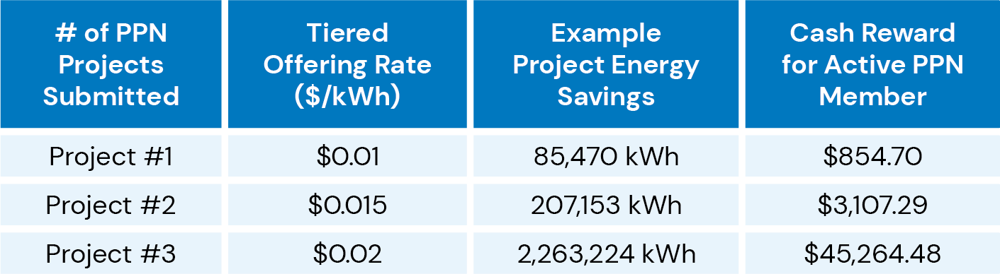 # of PPN
Projects
Submitted
Tiered
Offering Rate
($/kWh)
Example
Project Energy
Savings
Cash Reward
for Active PPN
Member
Project #1 $0.01 85,470 kWh $854.70
Project #2 $0.015 207,153 kWh $3,107.29
Project #3 $0.02 2,263,224 kWh $45,264.48